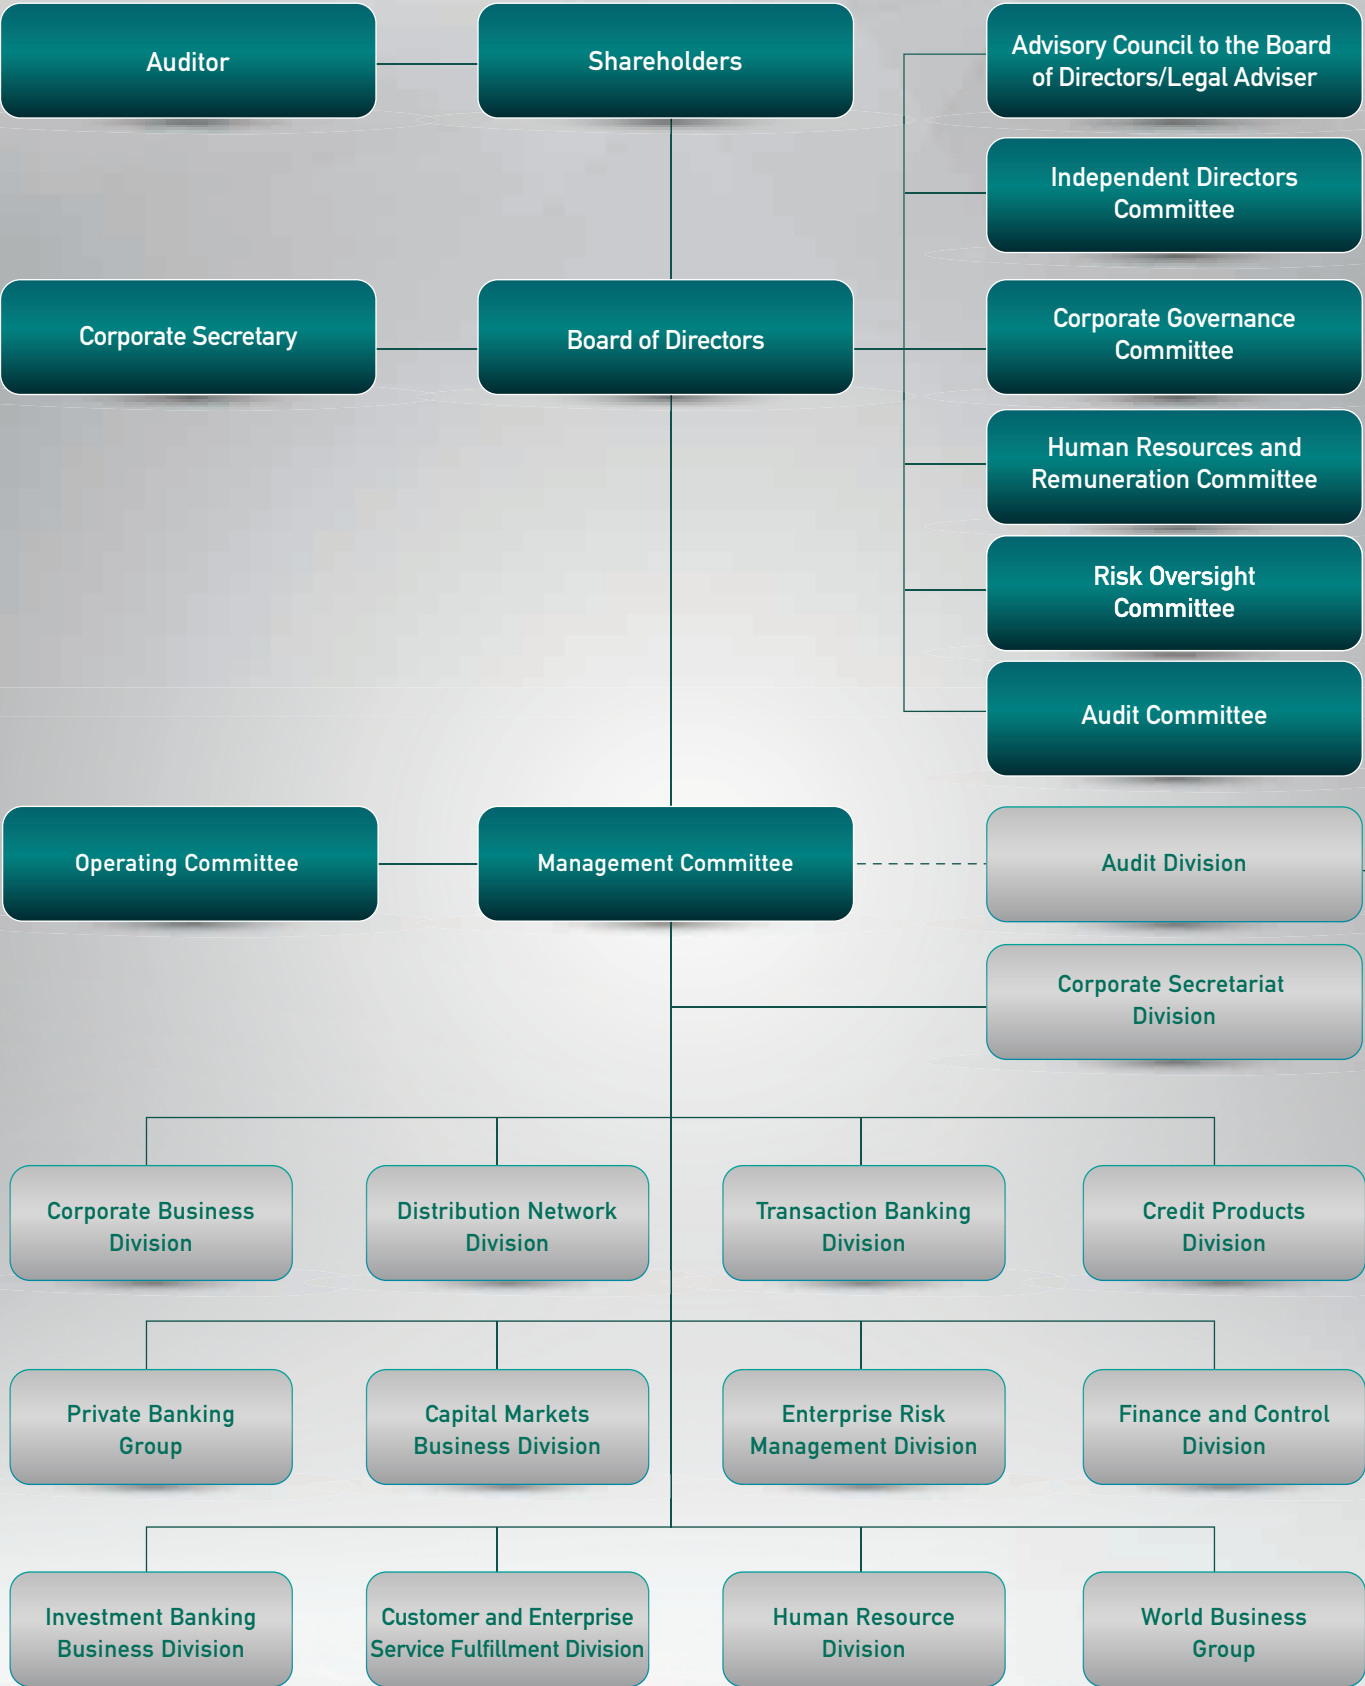 Auditor
Shareholders
Advisory Council to the Board
of Directors/Legal Adviser
Independent Directors
Committee
Corporate Secretary
Board of Directors
Corporate Governance
Committee
Human Resources and
Remuneration Committee
Risk Oversight
Committee
Audit Committee
Operating Committee
Management Committee
Audit Division
Corporate Secretariat
Division
Corporate Business
Division
Distribution Network
Division
Transaction Banking
Division
Credit Products
Division
Private Banking
Group
Capital Markets
Business Division
Enterprise Risk
Management Division
Finance and Control
Division
Investment Banking
Business Division
Customer and Enterprise
Service Fulfillment Division
Human Resource
Division
World Business
Group